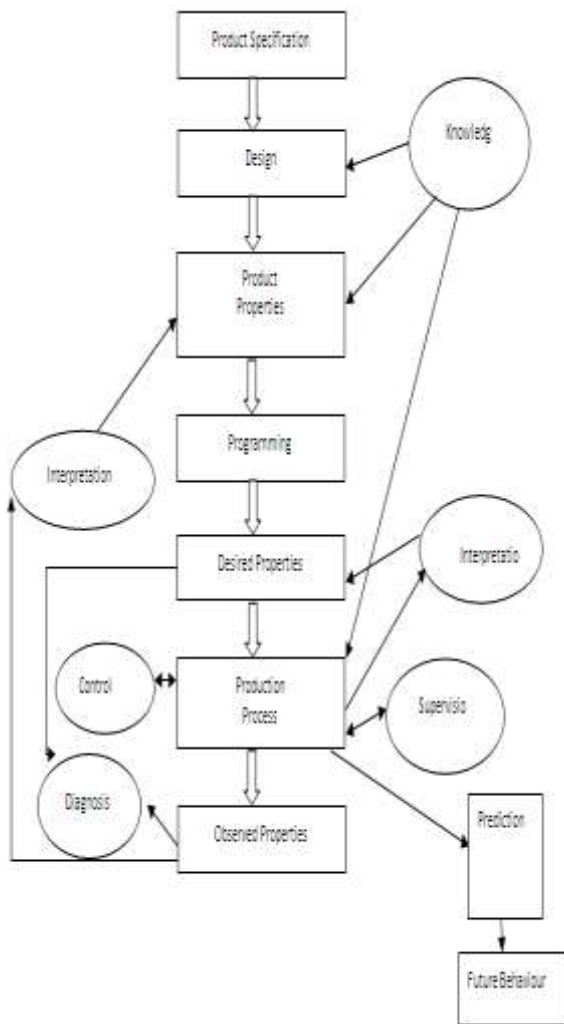 Product Specification
Knowledg
Design
Product
Properties
Programming
Interpretation
Desired Properties
Interpretatio
Control
Production
Process
Supervisio
Diagnosis
Observed Properties
Prediction
Future Behaviour